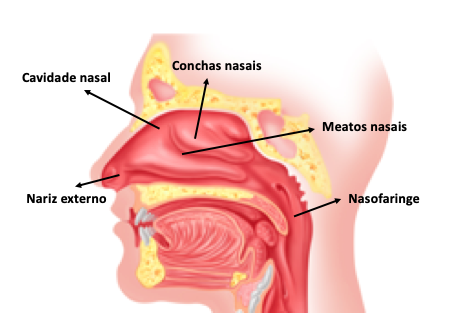 Conchas nasais
Cavidade nasal
Meatos nasais
Nariz externo
Nasofaringe